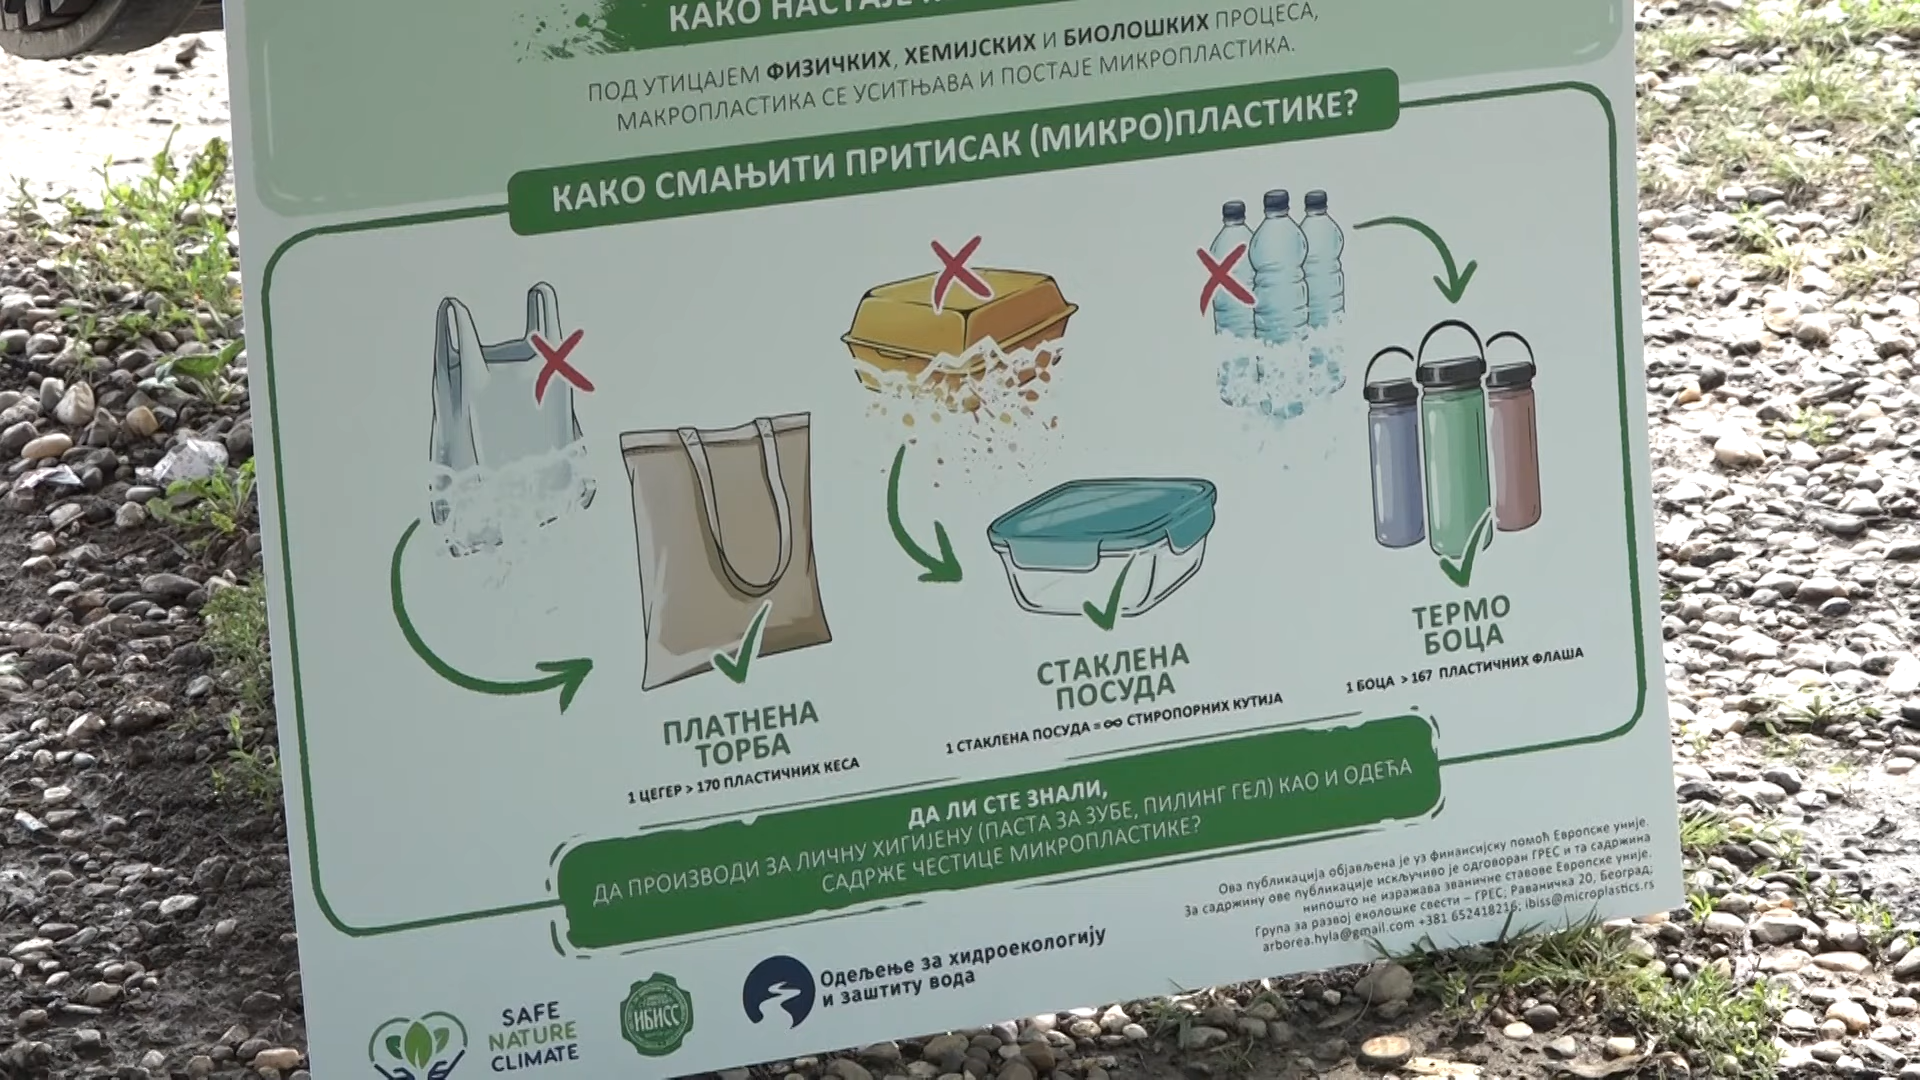 КАКО НАСТАЈЕ
ПОД УТИЦАЈЕМ ФИЗИЧКИХ, ХЕМИЈСКИХ И БИОЛОШКИХ ПРОЦЕСА,
МАКРОПЛАСТИКА СЕ УСИТЊАВА И ПОСТАЈЕ МИКРОПЛАСТИКА.
КАКО СМАЊИТИ ПРИТИСАК (МИКРО)ПЛАСТИКЕ?
ПЛАТНЕНА
ТОРБА
1 ЦЕГЕР > 170 ПЛАСТИЧНИХ КЕСА
СТАКЛЕНА
ПОСУДА
1 СТАКЛЕНА ПОСУДА = ∞ СТИРОПОРНИХ КУТИЈА
ТЕРМО
БОЦА
1 БОЦА > 167 ПЛАСТИЧНИХ ФЛАША
ДА ЛИ СТЕ ЗНАЛИ,
ДА ПРОИЗВОДИ ЗА ЛИЧНУ ХИГИЈЕНУ (ПАСТА ЗА ЗУБЕ, ПИЛИНГ ГЕЛ) КАО И ОДЕЋА
САДРЖЕ ЧЕСТИЦЕ МИКРОПЛАСТИКЕ?
Ова публикација објављена је уз финансијску помоћ Европске уније.
За садржину ове публикације искључиво је одговоран ГРЕС и та садржина
нипошто не изражава званичне ставове Европске уније.
Група за развој еколошке свести – ГРЕС; Раваничка 20, Београд;
arborea.hyla@gmail.com +381 652418216; ibiss@microplastics.rs
SAFE
NATURE
CLIMATE
ИБИСС
Одељење за хидроекологију
и заштиту вода